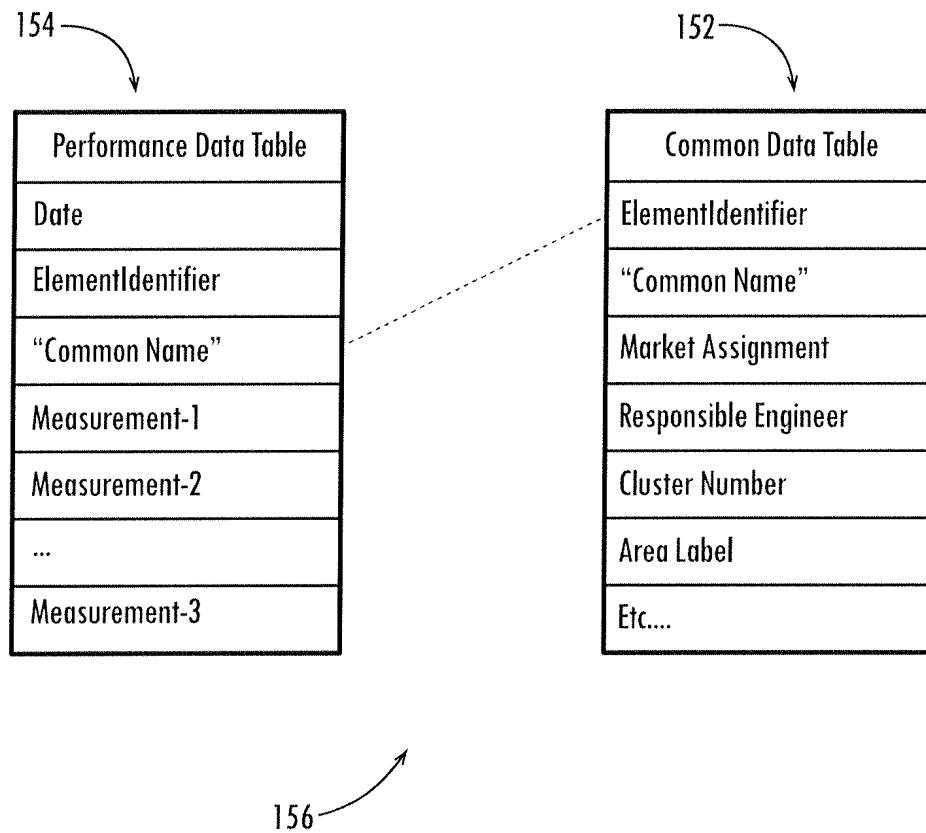 154
152
Performance Data Table
Date
ElementIdentifier
“Common Name”
Measurement-1
Measurement-2
...
Measurement-3
Common Data Table
ElementIdentifier
“Common Name”
Market Assignment
Responsible Engineer
Cluster Number
Area Label
Etc....
156